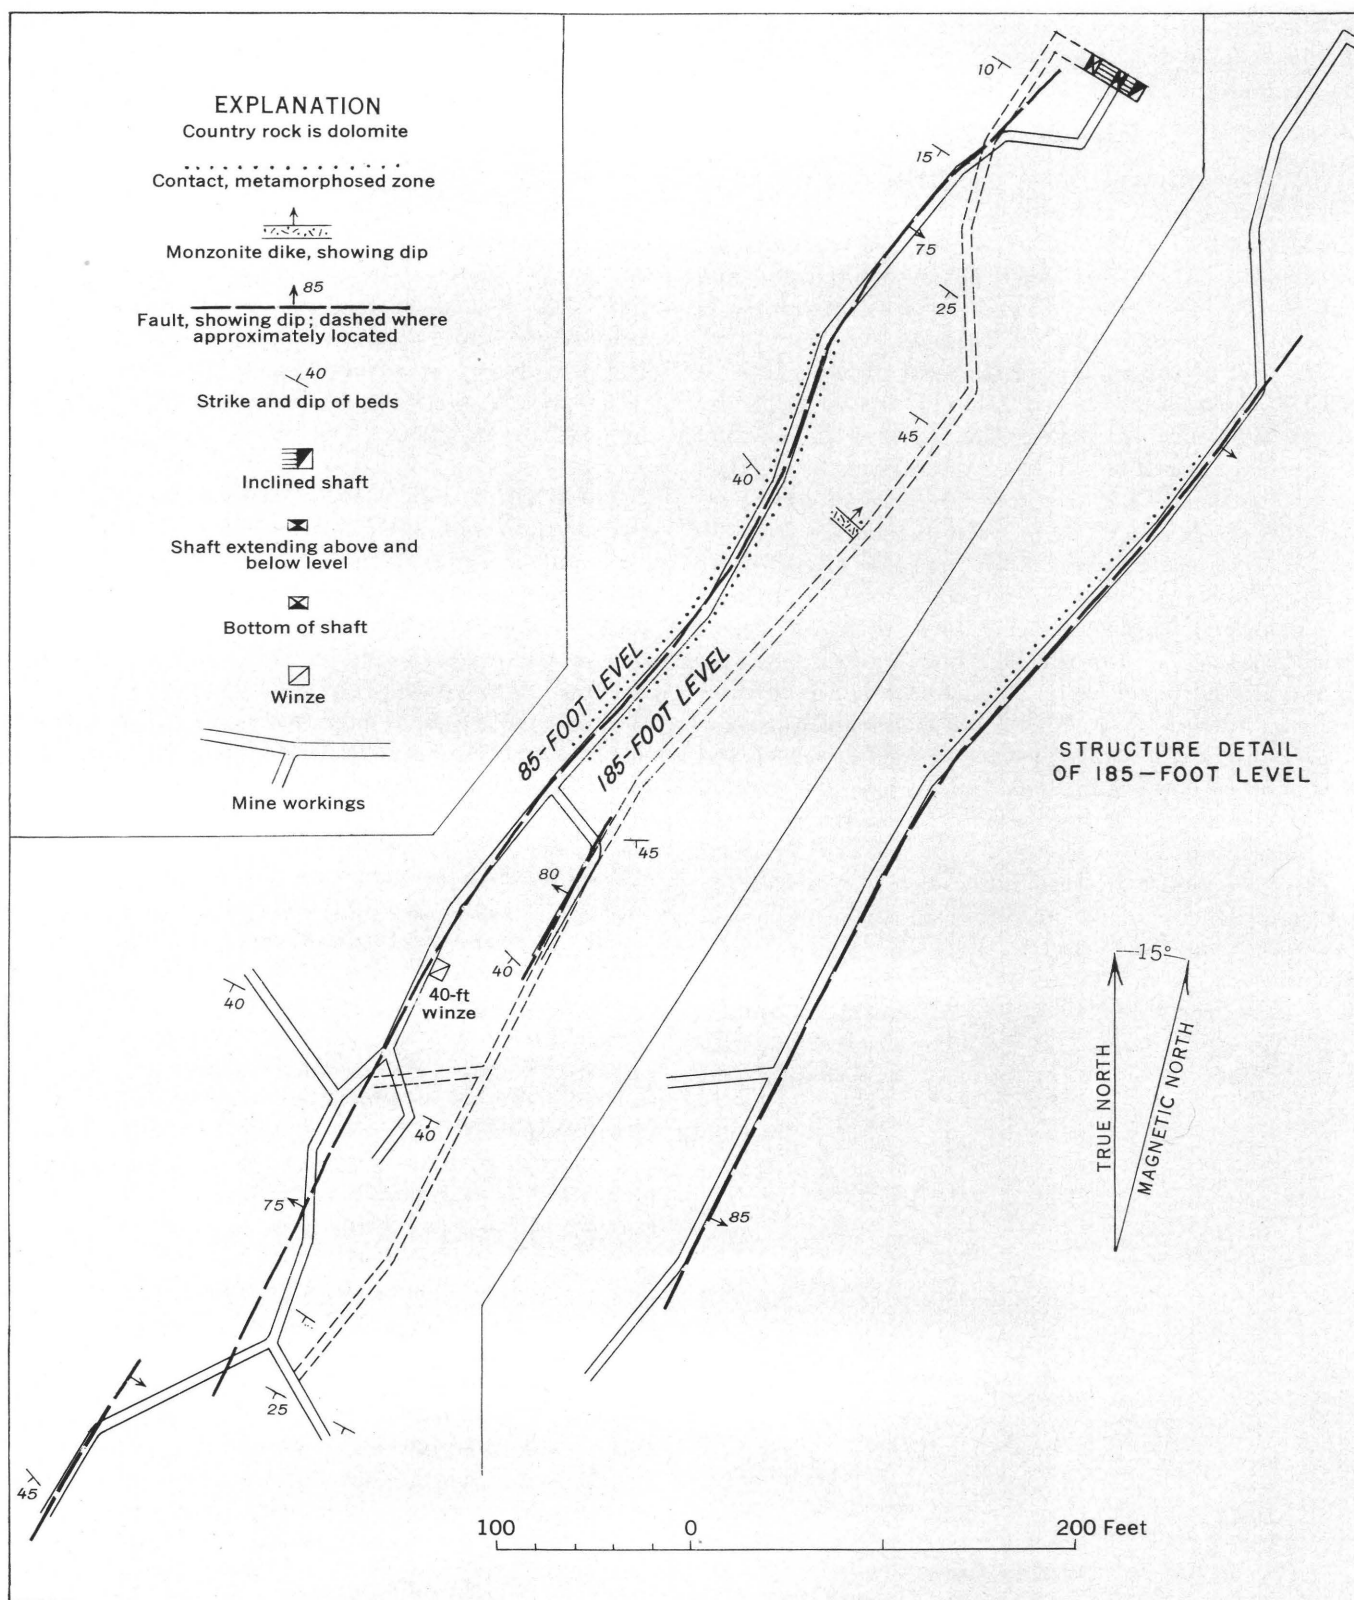 EXPLANATION
Country rock is dolomite
Contact, metamorphosed zone
Monzonite dike, showing dip
85
Fault, showing dip; dashed where
approximately located
40
Strike and dip of beds
Inclined shaft
Shaft extending above and
below level
Bottom of shaft
Winze
Mine workings
10
15
75
25
45
40
85-FOOT LEVEL
185-FOOT LEVEL
STRUCTURE DETAIL
OF 185-FOOT LEVEL
45
80
40
40-ft
winze
40
40
75
85
25
45
15°
TRUE NORTH
MAGNETIC NORTH
100 0 200 Feet